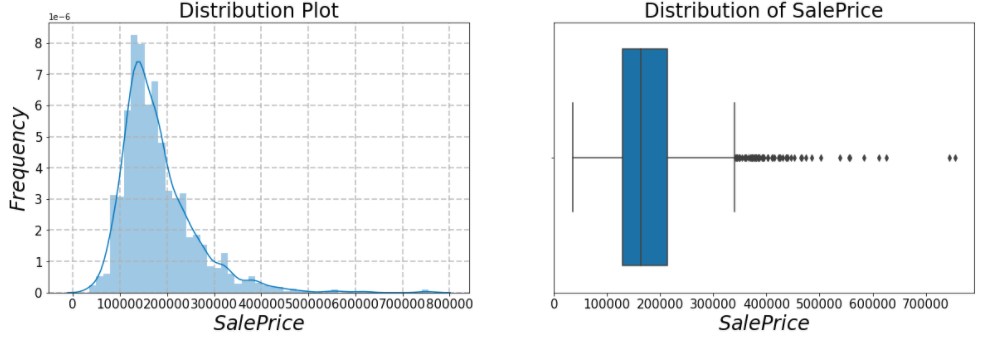 Distribution Plot
1e−6
8
7
6
5
4
3
2
1
0
Frequency
0 100000 200000 300000 400000 500000 600000 700000 800000
SalePrice
Distribution of SalePrice
100000 200000 300000 400000 500000 600000 700000
SalePrice